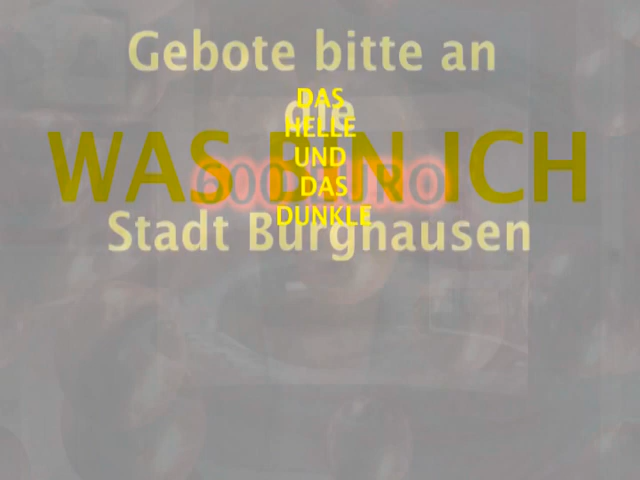 Gebote bitte an
die
Stadt Burghausen
WAS BIN ICH
600 EURO
DAS
HELLE
UND
DAS
DUNKLE